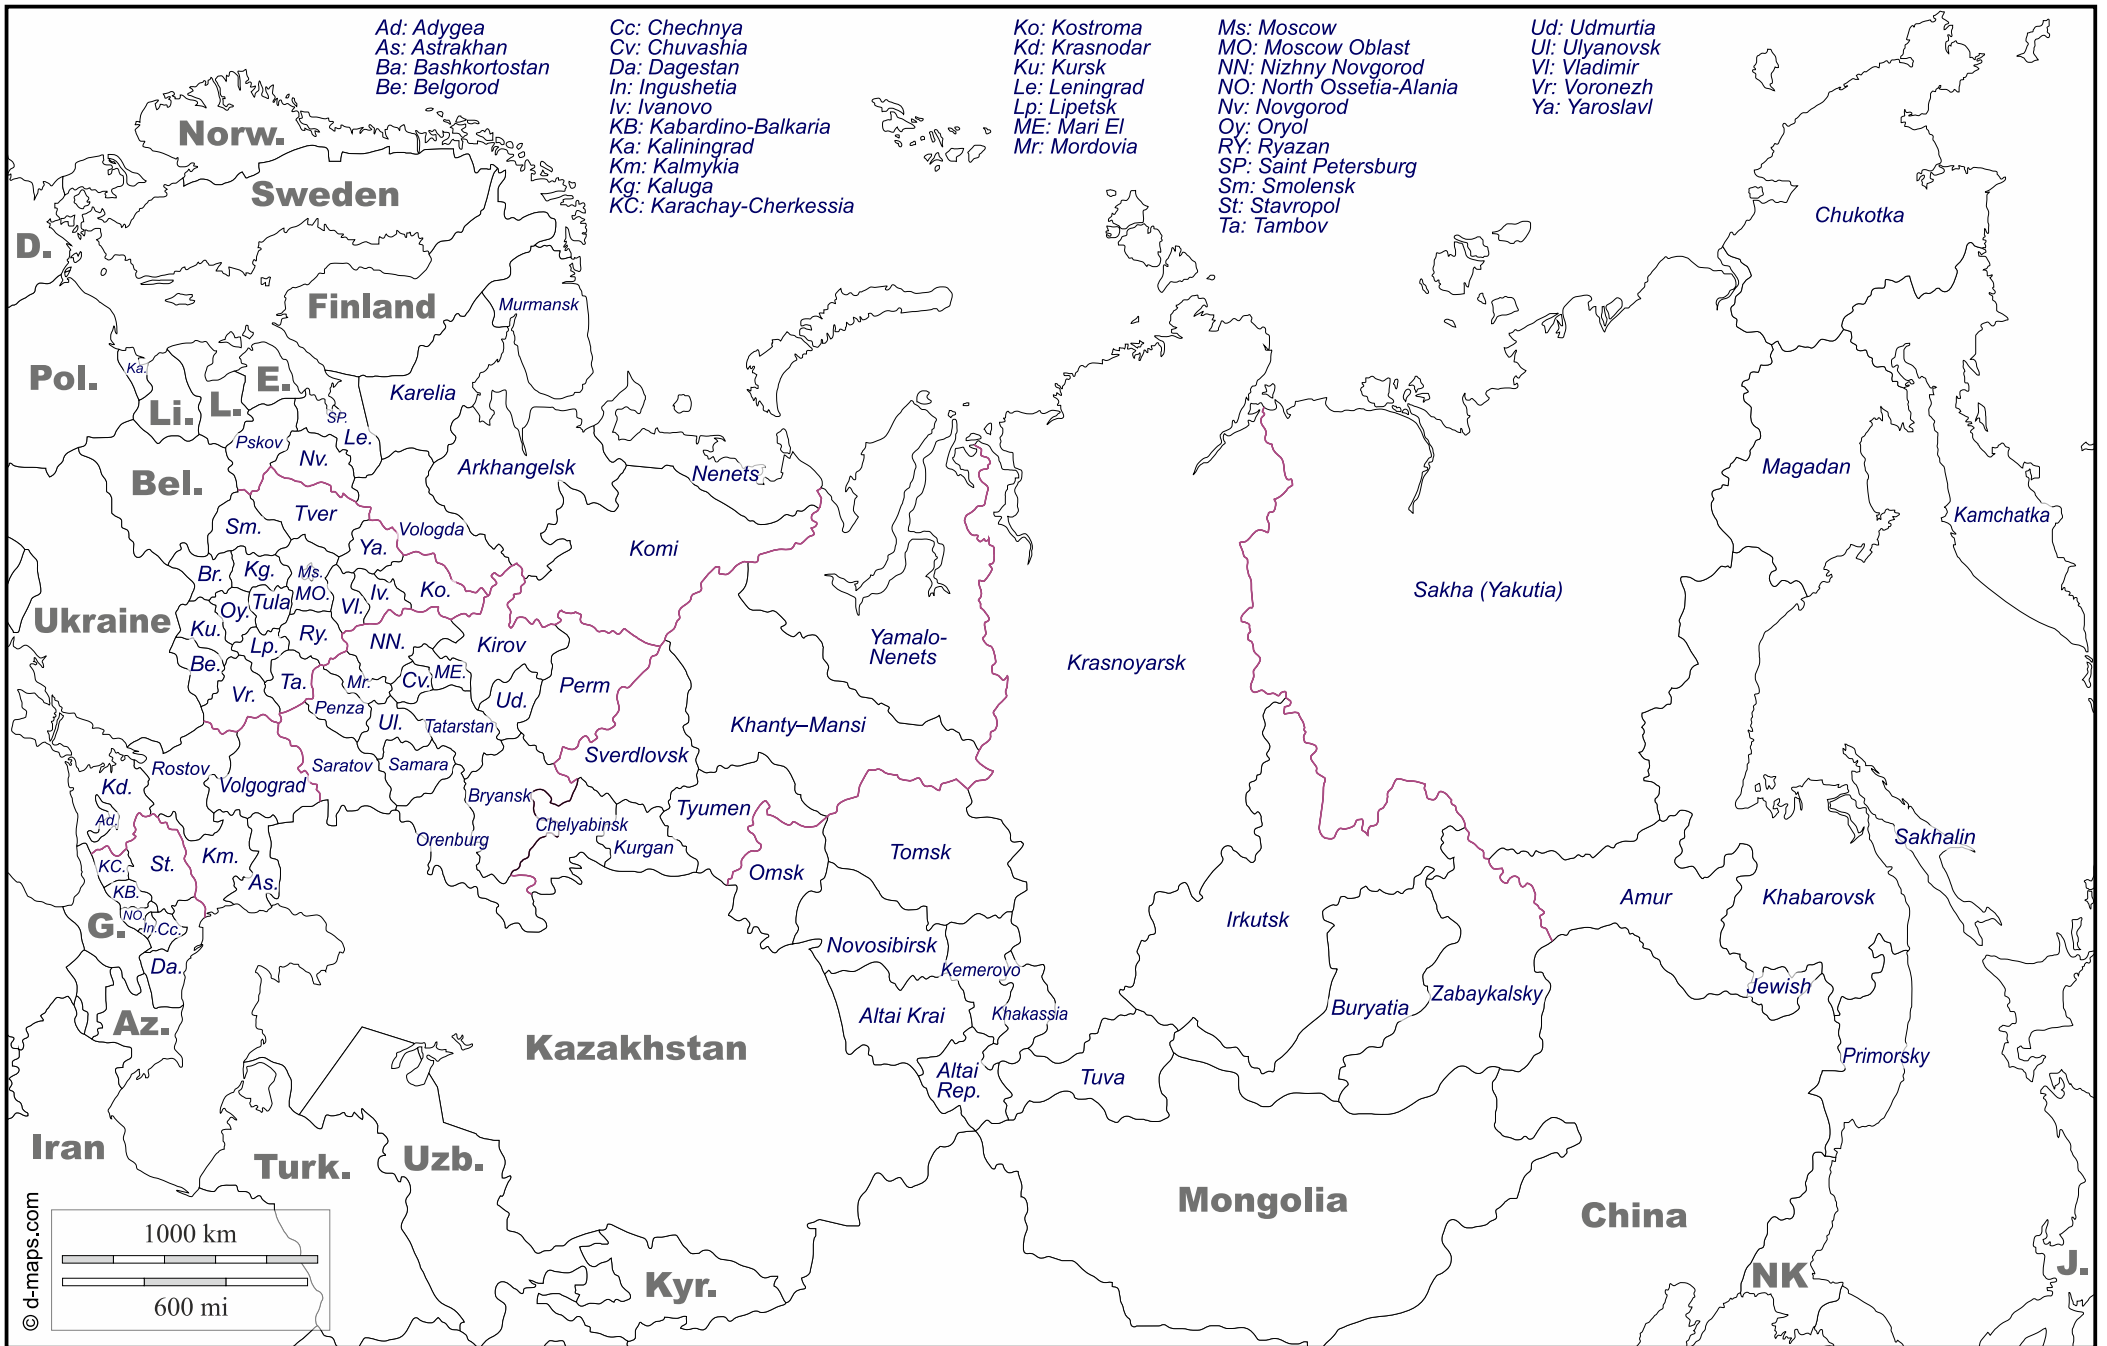 Ad: Adygea
As: Astrakhan
Ba: Bashkortostan
Be: Belgorod
Cc: Chechnya
Cv: Chuvashia
Da: Dagestan
In: Ingushetia
Iv: Ivanovo
KB: Kabardino-Balkaria
Ka: Kaliningrad
Km: Kalmykia
Kg: Kaluga
KC: Karachay-Cherkessia
Ko: Kostroma
Kd: Krasnodar
Ku: Kursk
Le: Leningrad
Lp: Lipetsk
ME: Mari El
Mr: Mordovia
Ms: Moscow
MO: Moscow Oblast
NN: Nizhny Novgorod
NO: North Ossetia-Alania
Nv: Novgorod
Oy: Oryol
RY: Ryazan
SP: Saint Petersburg
Sm: Smolensk
St: Stavropol
Ta: Tambov
Ud: Udmurtia
Ul: Ulyanovsk
Vl: Vladimir
Vr: Voronezh
Ya: Yaroslavl
Norw.
Sweden
D.
Finland
Murmansk
Chukotka
Pol.
Ka.
Li.
L.
E.
SP.
Le.
Karelia
Pskov
Nv.
Bel.
Arkhangelsk
Nenets
Magadan
Kamchatka
Sm.
Tver
Vologda
Ya.
Komi
Sakha (Yakutia)
Br.
Kg.
Ms.
MO.
Vl.
Iv.
Ko.
Ukraine
Oy.
Tula
Ku.
Lp.
Ry.
NN.
Kirov
Yamalo-
Nenets
Krasnoyarsk
Be.
Vr.
Ta.
Mr.
Cv.
ME.
Ud.
Perm
Penza
Ul.
Tatarstan
Khanty–Mansi
Rostov
Volgograd
Saratov
Samara
Sverdlovsk
Kd.
Ad.
Bryansk
Chelyabinsk
Orenburg
Kurgan
Tyumen
Omsk
Tomsk
Sakhalin
KC.
St.
Km.
As.
KB.
NO.
In.
Cc.
G.
Da.
Irkutsk
Amur
Khabarovsk
Novosibirsk
Kemerovo
Altai Krai
Khakassia
Buryatia
Zabaykalsky
Jewish
Az.
Kazakhstan
Altai
Rep.
Tuva
Primorsky
Iran
Turk.
Uzb.
Mongolia
China
Kyr.
NK
J.
1000 km
600 mi
© d-maps.com